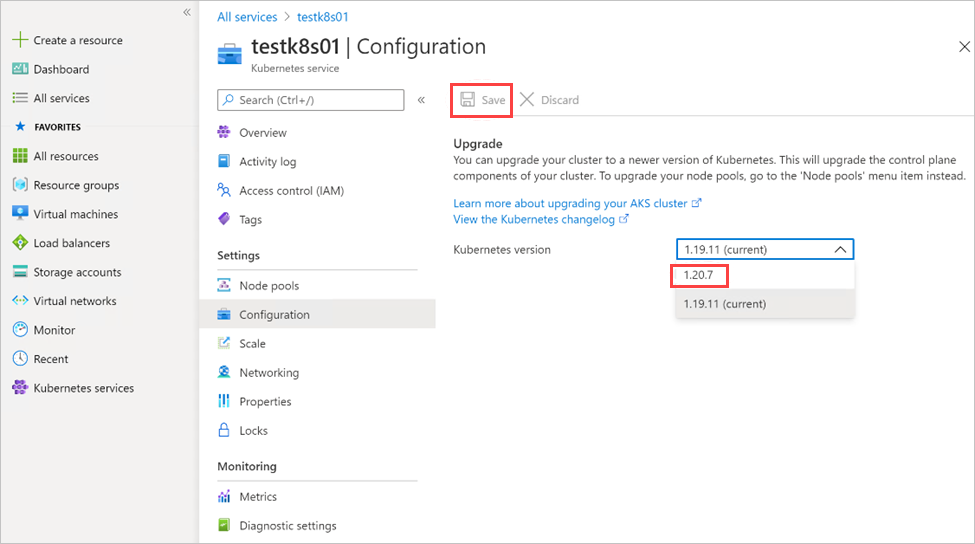 All services > testk8s01
Create a resource
Dashboard
All services
FAVORITES
All resources
Resource groups
Virtual machines
Load balancers
Storage accounts
Virtual networks
Monitor
Recent
Kubernetes services
testk8s01 | Configuration
Kubernetes service
Search (Ctrl+/)
Overview
Activity log
Access control (IAM)
Tags
Settings
Node pools
Configuration
Scale
Networking
Properties
Locks
Monitoring
Metrics
Diagnostic settings
Save
Discard
Upgrade
You can upgrade your cluster to a newer version of Kubernetes. This will upgrade the control plane
components of your cluster. To upgrade your node pools, go to the 'Node pools' menu item instead.
Learn more about upgrading your AKS cluster
View the Kubernetes changelog
Kubernetes version
1.19.11 (current)
1.20.7
1.19.11 (current)